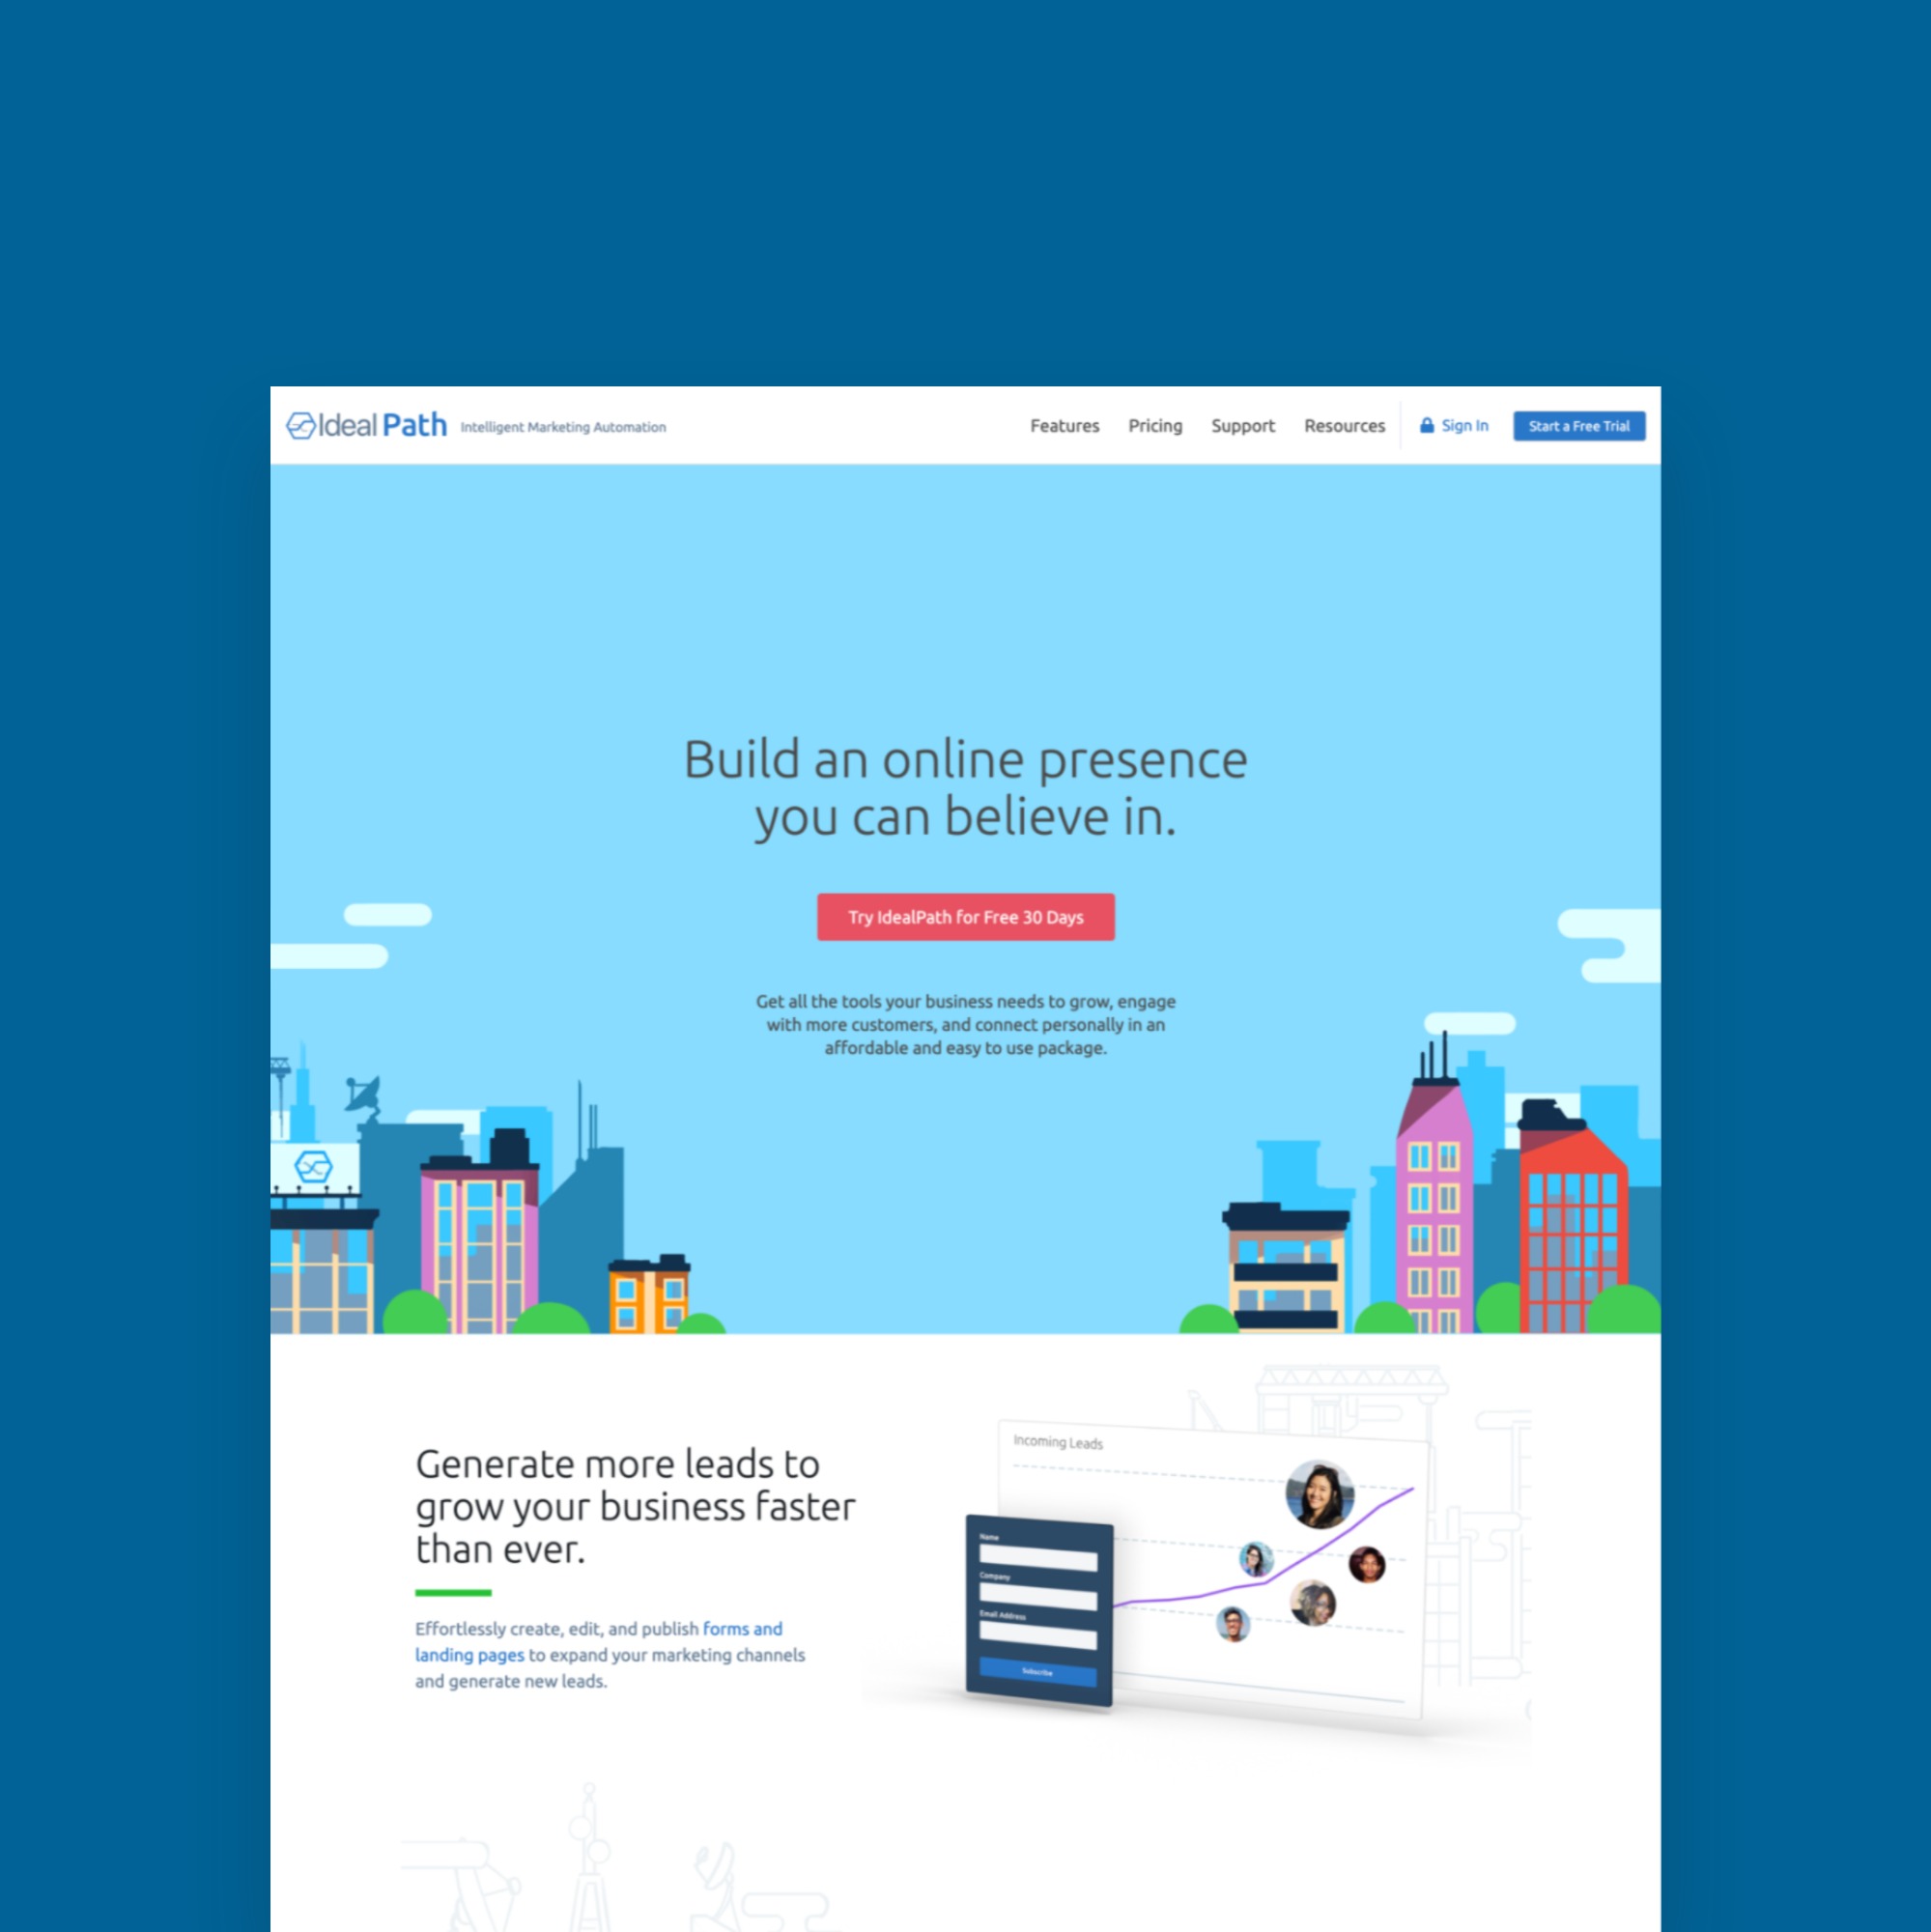 Ideal Path Intelligent Marketing Automation
Features Pricing Support Resources Sign In Start a Free Trial
Build an online presence
you can believe in.
Try IdealPath for Free 30 Days
Get all the tools your business needs to grow, engage
with more customers, and connect personally in an
affordable and easy to use package.
Generate more leads to
grow your business faster
than ever.
Effortlessly create, edit, and publish forms and
landing pages to expand your marketing channels
and generate new leads.
Incoming Leads
Name
Company
Email Address
Subscribe